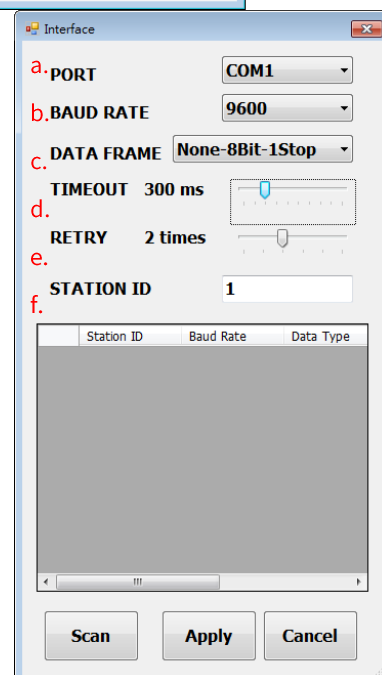 Interface
a. PORT COM1
b. BAUD RATE 9600
c. DATA FRAME None-8Bit-1Stop
TIMEOUT 300 ms
d.
RETRY 2 times
e.
STATION ID 1
f.
Station ID Baud Rate Data Type
Scan Apply Cancel